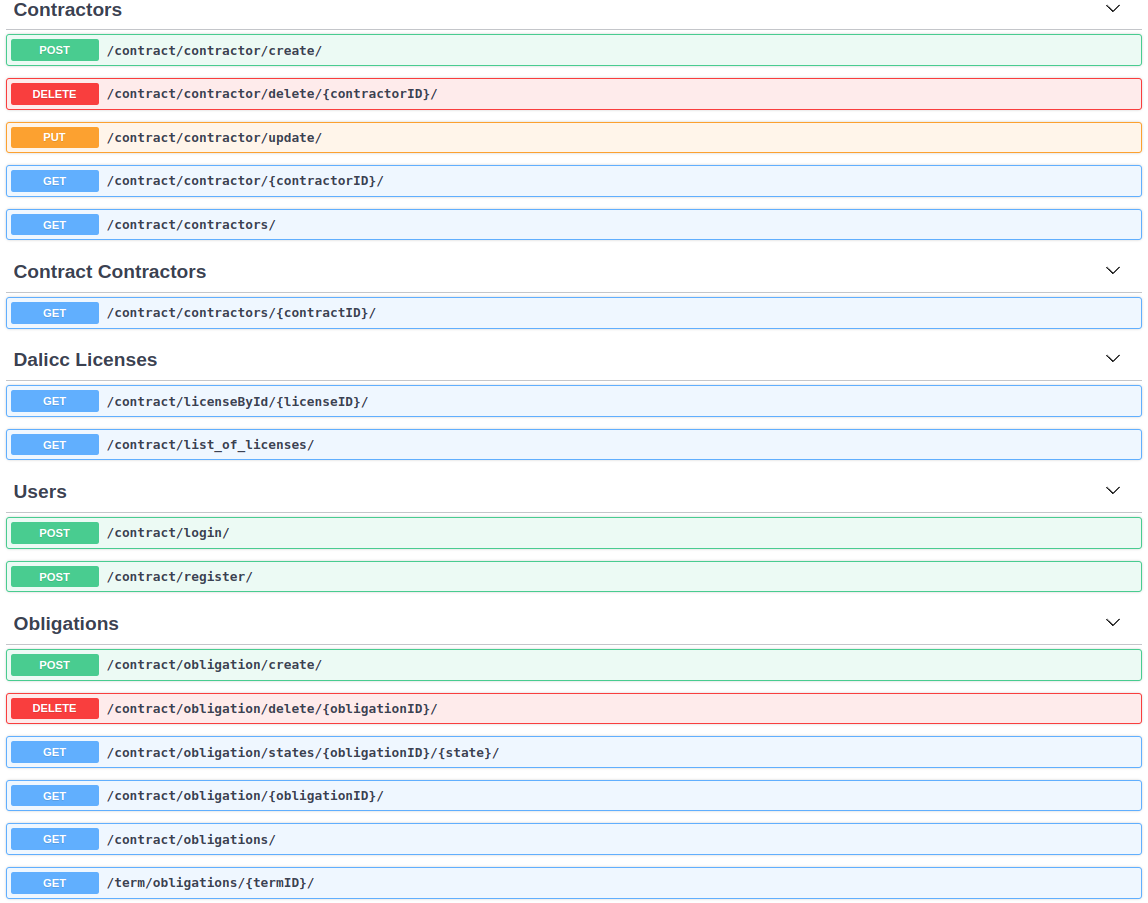 Contractors
POST /contract/contractor/create/
DELETE /contract/contractor/delete/{contractorID}/
PUT /contract/contractor/update/
GET /contract/contractor/{contractorID}/
GET /contract/contractors/
Contract Contractors
GET /contract/contractors/{contractID}/
Dalicc Licenses
GET /contract/licenseById/{licenseID}/
GET /contract/list_of_licenses/
Users
POST /contract/login/
POST /contract/register/
Obligations
POST /contract/obligation/create/
DELETE /contract/obligation/delete/{obligationID}/
GET /contract/obligation/states/{obligationID}/{state}/
GET /contract/obligation/{obligationID}/
GET /contract/obligations/
GET /term/obligations/{termID}/